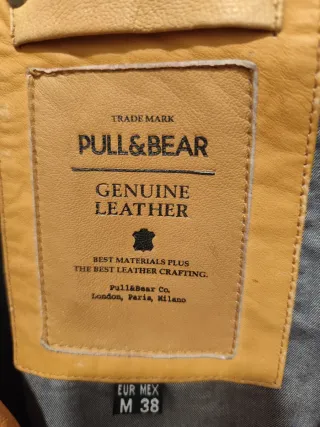 TRADE MARK
PULL&BEAR
GENUINE
LEATHER
BEST MATERIALS PLUS
THE BEST LEATHER CRAFTING.
Pull&Bear Co.
London, Paris, Milano
EUR MEX
M 38